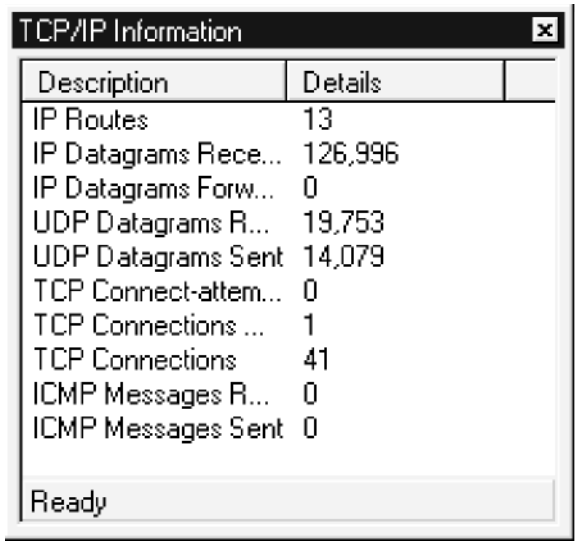 TCP/IP Information
Description Details
IP Routes 13
IP Datagrams Rece... 126,996
IP Datagrams Forw... 0
UDP Datagrams R... 19,753
UDP Datagrams Sent 14,079
TCP Connect-attem... 0
TCP Connections ... 1
TCP Connections 41
ICMP Messages R... 0
ICMP Messages Sent 0
Ready